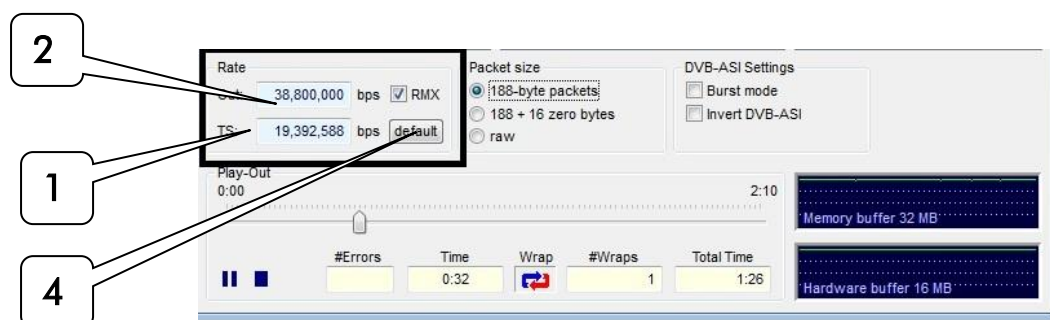 2
Rate
Out: 38,800,000 bps RMX
TS: 19,392,588 bps default
Packet size
188-byte packets
188 + 16 zero bytes
raw
DVB-ASI Settings
Burst mode
Invert DVB-ASI
1
Play-Out
0:00 2:10
#Errors Time Wrap #Wraps Total Time
0:32 1 1:26
Memory buffer 32 MB
Hardware buffer 16 MB
4